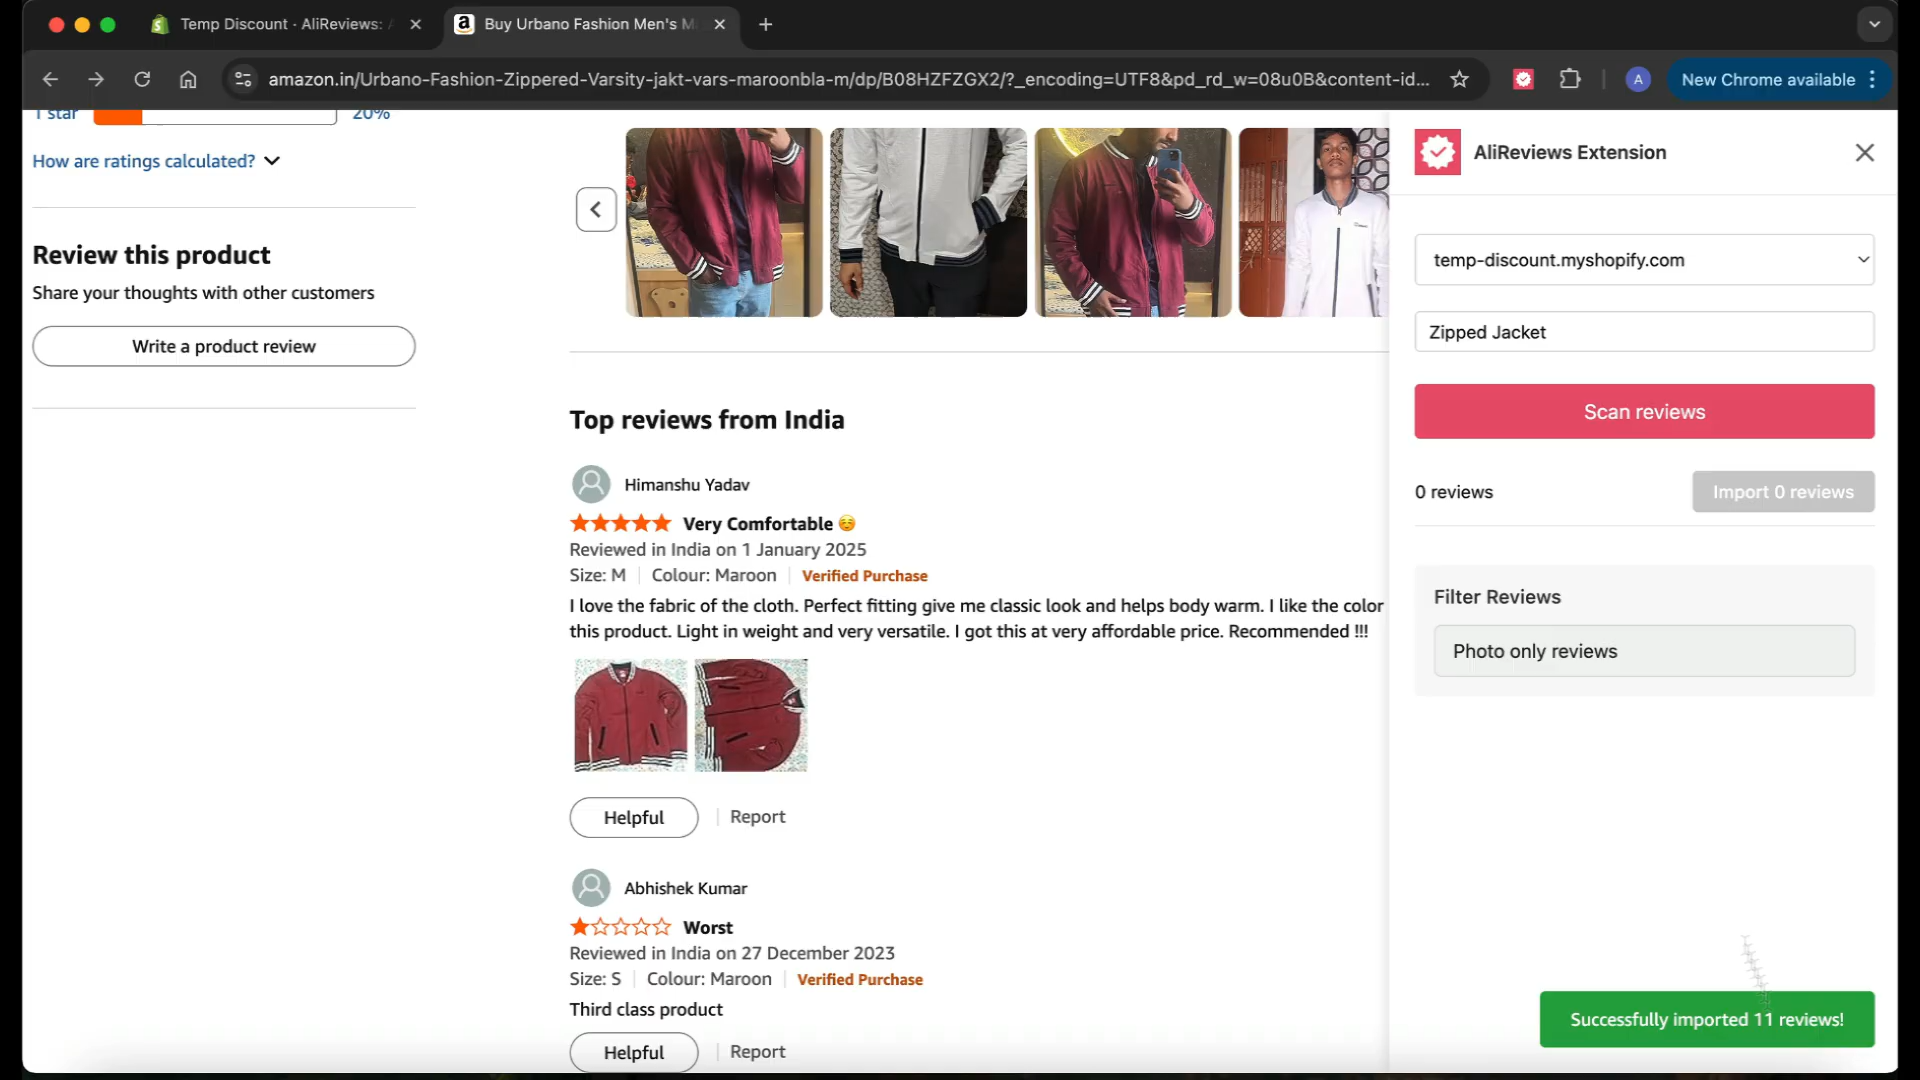 Temp Discount · AliReviews:
Buy Urbano Fashion Men's M
amazon.in/Urbano-Fashion-Zippered-Varsity-jakt-vars-maroonbla-m/dp/B08HZFZGX2/?_encoding=UTF8&pd_rd_w=08u0B&content-id...
A
New Chrome available
1 star
20%
How are ratings calculated?
Review this product
Share your thoughts with other customers
Write a product review
Top reviews from India
Himanshu Yadav
Very Comfortable ☺️
Reviewed in India on 1 January 2025
Size: M | Colour: Maroon | Verified Purchase
I love the fabric of the cloth. Perfect fitting give me classic look and helps body warm. I like the color
this product. Light in weight and very versatile. I got this at very affordable price. Recommended !!!
Helpful | Report
Abhishek Kumar
Worst
Reviewed in India on 27 December 2023
Size: S | Colour: Maroon | Verified Purchase
Third class product
Helpful | Report
AliReviews Extension
temp-discount.myshopify.com
Zipped Jacket
Scan reviews
0 reviews
Import 0 reviews
Filter Reviews
Photo only reviews
Successfully imported 11 reviews!